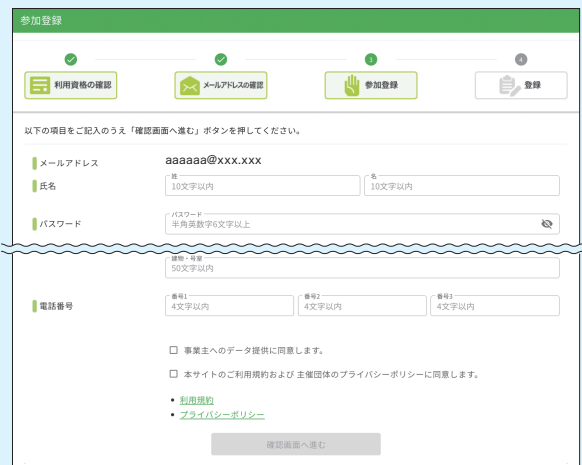 参加登録
3
4
利用資格の確認
メールアドレスの確認
参加登録
登録
以下の項目をご記入のうえ「確認画面へ進む」ボタンを押してください。
メールアドレス
aaaaaa@xxx.xxx
氏名
姓
10文字以内
名
10文字以内
パスワード
パスワード
半角英数字6文字以上
建物・号室
50文字以内
電話番号
番号1
4文字以内
番号2
4文字以内
番号3
4文字以内
事業主へのデータ提供に同意します。
本サイトのご利用規約および 主催団体のプライバシーポリシーに同意します。
• 利用規約
• プライバシーポリシー
確認画面へ進む